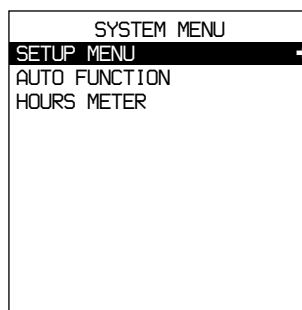 SYSTEM MENU
SETUP MENU
AUTO FUNCTION
HOURS METER